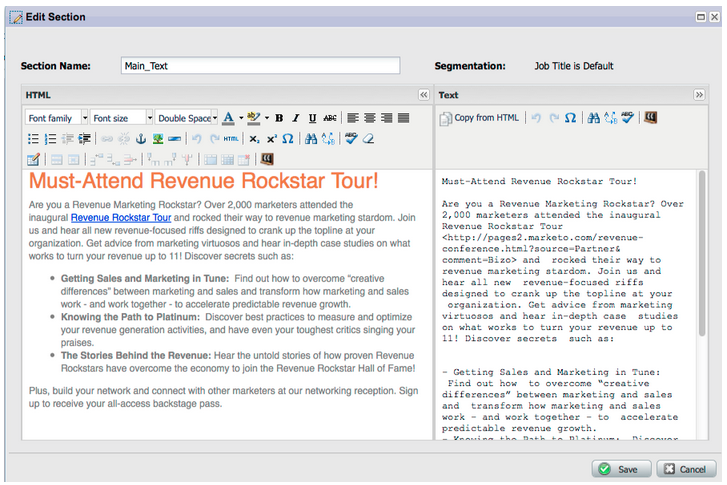 Edit Section
Section Name: Main_Text Segmentation: Job Title is Default
HTML
Font family Font size Double Space A ab B I U ABC
HTML X₂ X² Ω
Must-Attend Revenue Rockstar Tour!
Are you a Revenue Marketing Rockstar? Over 2,000 marketers attended the
inaugural Revenue Rockstar Tour and rocked their way to revenue marketing stardom. Join
us and hear all new revenue-focused riffs designed to crank up the topline at your
organization. Get advice from marketing virtuosos and hear in-depth case studies on what
works to turn your revenue up to 11! Discover secrets such as:
• Getting Sales and Marketing in Tune: Find out how to overcome “creative
differences” between marketing and sales and transform how marketing and sales
work - and work together - to accelerate predictable revenue growth.
• Knowing the Path to Platinum: Discover best practices to measure and optimize
your revenue generation activities, and have even your toughest critics singing your
praises.
• The Stories Behind the Revenue: Hear the untold stories of how proven Revenue
Rockstars have overcome the economy to join the Revenue Rockstar Hall of Fame!
Plus, build your network and connect with other marketers at our networking reception. Sign
up to receive your all-access backstage pass.
Text
Copy from HTML Ω
Must-Attend Revenue Rockstar Tour!
Are you a Revenue Marketing Rockstar? Over
2,000 marketers attended the inaugural
Revenue Rockstar Tour
<http://pages2.marketo.com/revenue-
conference.html?source=Partner&
comment=Bizo> and rocked their way to
revenue marketing stardom. Join us and
hear all new revenue-focused riffs
designed to crank up the topline at your
organization. Get advice from marketing
virtuosos and hear in-depth case studies
on what works to turn your revenue up to
11! Discover secrets such as:
- Getting Sales and Marketing in Tune:
Find out how to overcome “creative
differences” between marketing and sales
and transform how marketing and sales
work - and work together - to accelerate
predictable revenue growth.
- Knowing the Path to Platinum: Discover
Save Cancel